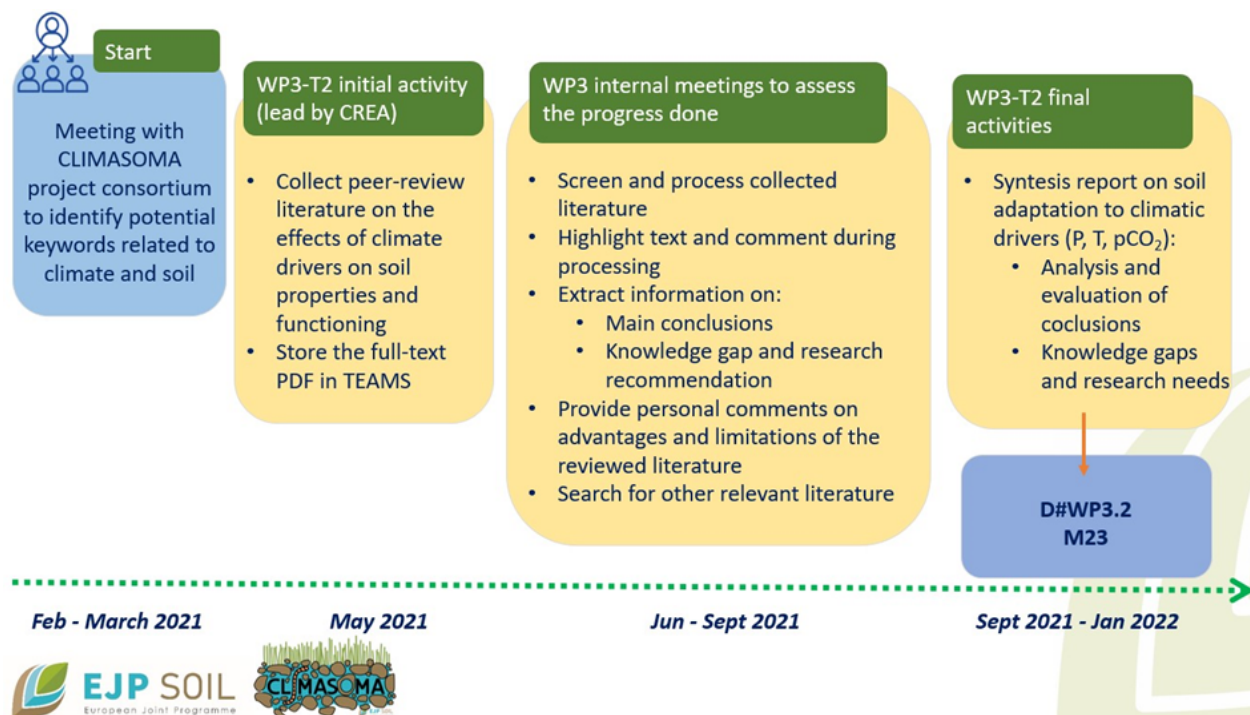 Start
Meeting with
CLIMASOMA
project consortium
to identify potential
keywords related to
climate and soil
WP3-T2 initial activity
(lead by CREA)
• Collect peer-review
literature on the
effects of climate
drivers on soil
properties and
functioning
• Store the full-text
PDF in TEAMS
WP3 internal meetings to assess
the progress done
• Screen and process collected
literature
• Highlight text and comment during
processing
• Extract information on:
• Main conclusions
• Knowledge gap and research
recommendation
• Provide personal comments on
advantages and limitations of the
reviewed literature
• Search for other relevant literature
WP3-T2 final
activities
• Syntesis report on soil
adaptation to climatic
drivers (P, T, pCO₂):
• Analysis and
evaluation of
coclusions
• Knowledge gaps
and research needs
D#WP3.2
M23
Feb - March 2021
May 2021
Jun - Sept 2021
Sept 2021 - Jan 2022
EJP SOIL
European Joint Programme
CLIMASOMA
EJP SOIL